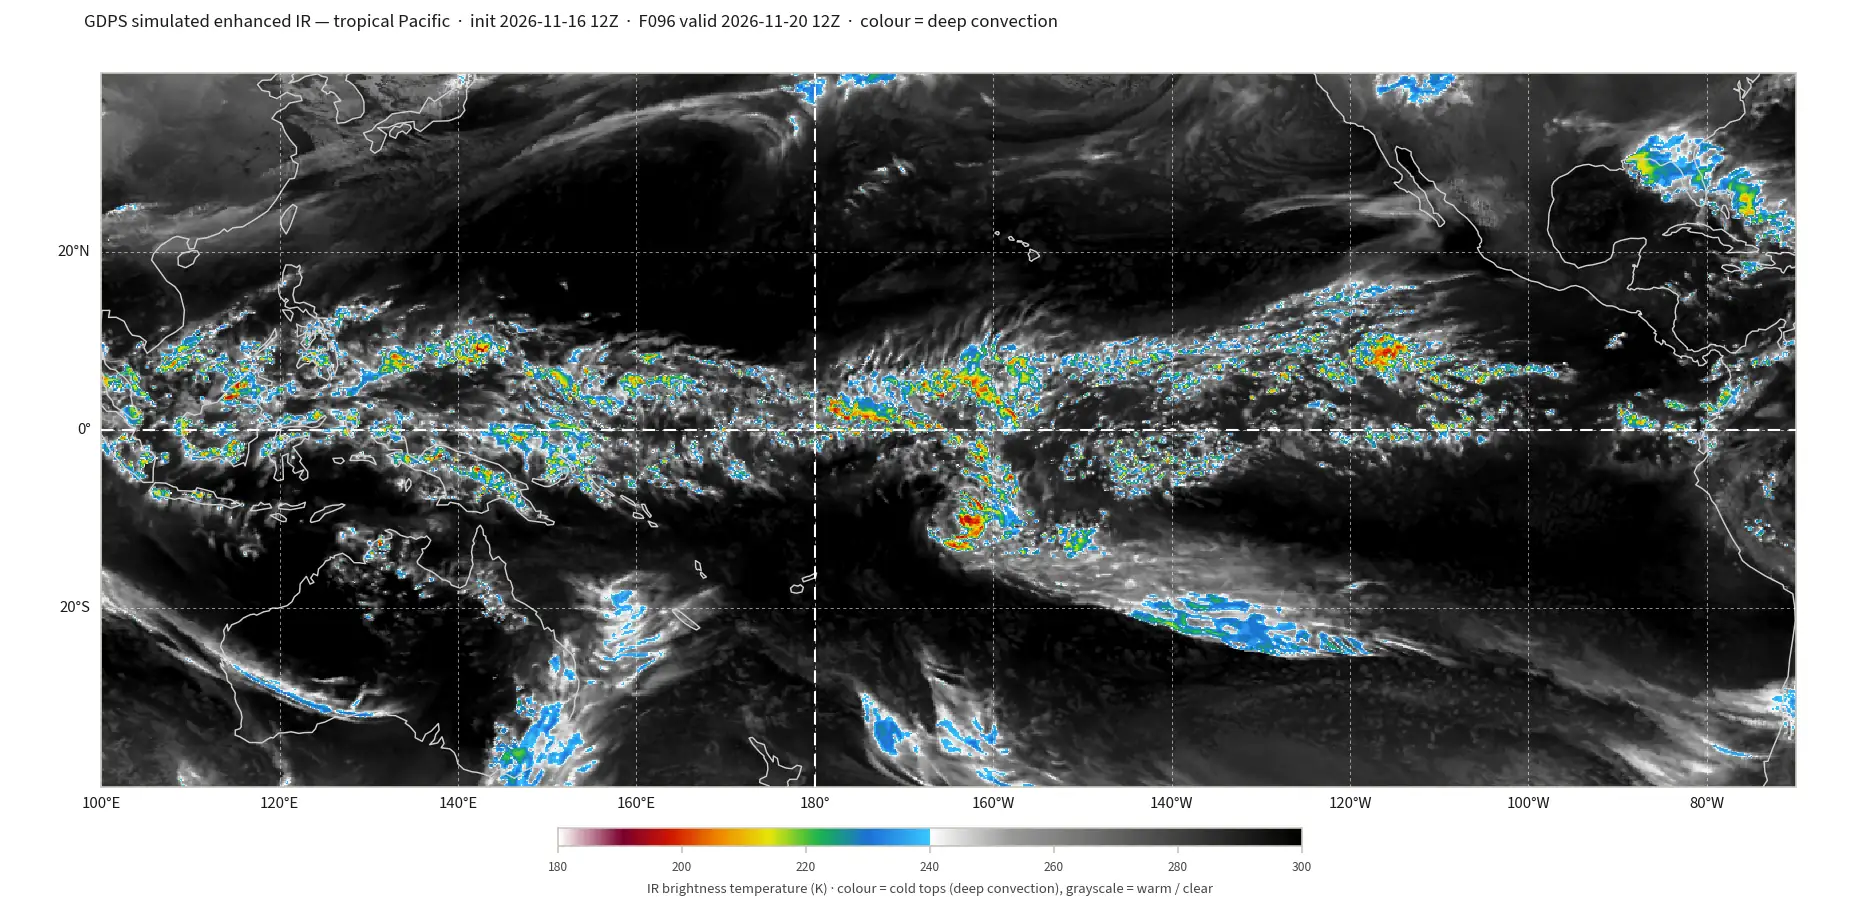 GDPS simulated enhanced IR — tropical Pacific · init 2026-11-16 12Z · F096 valid 2026-11-20 12Z · colour = deep convection
20°N
0°
20°S
100°E 120°E 140°E 160°E 180° 160°W 140°W 120°W 100°W 80°W
180 200 220 240 260 280 300
IR brightness temperature (K) · colour = cold tops (deep convection), grayscale = warm / clear